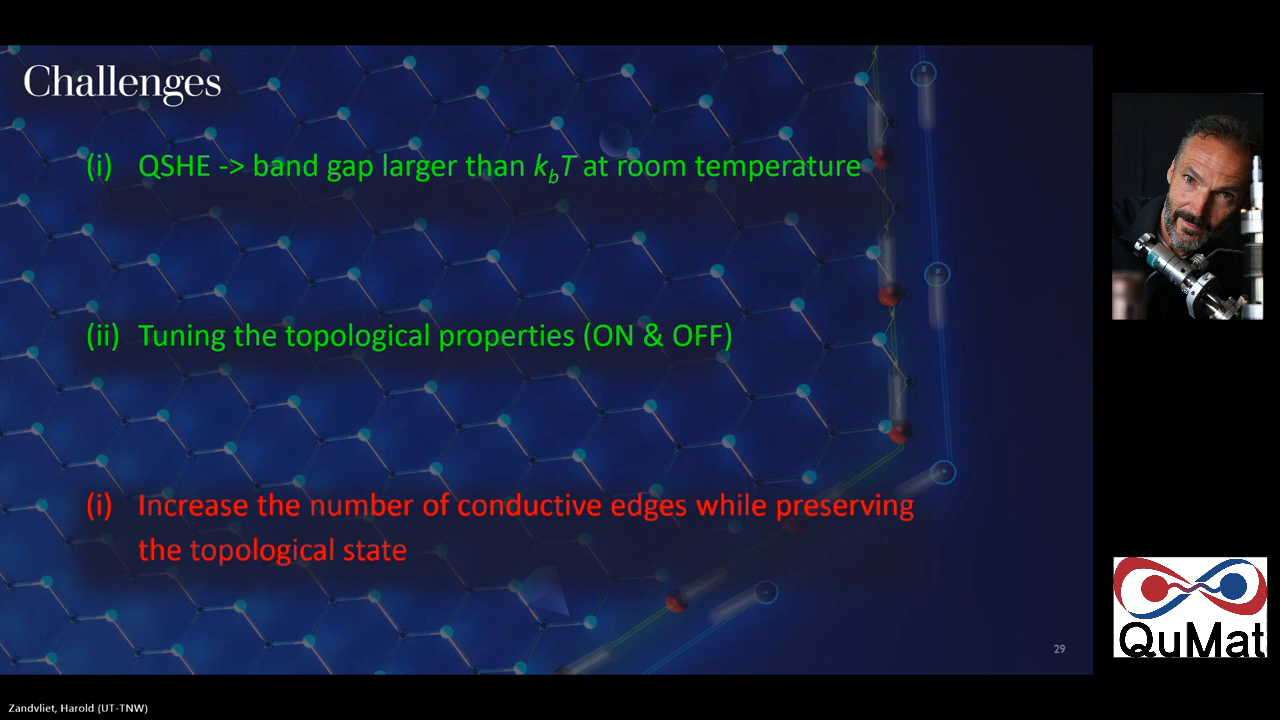 Challenges
(i) QSHE -> band gap larger than kbT at room temperature
(ii) Tuning the topological properties (ON & OFF)
(i) Increase the number of conductive edges while preserving
the topological state
29
QuMat
Zandvliet, Harold (UT-TNW)